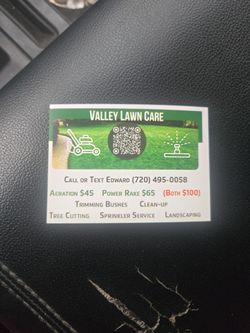 Valley Lawn Care
Call or Text Edward (720) 495-0058
Aeration $45 Power Rake $65 (Both $100)
Trimming Bushes Clean-up
Tree Cutting Sprinkler Service Landscaping